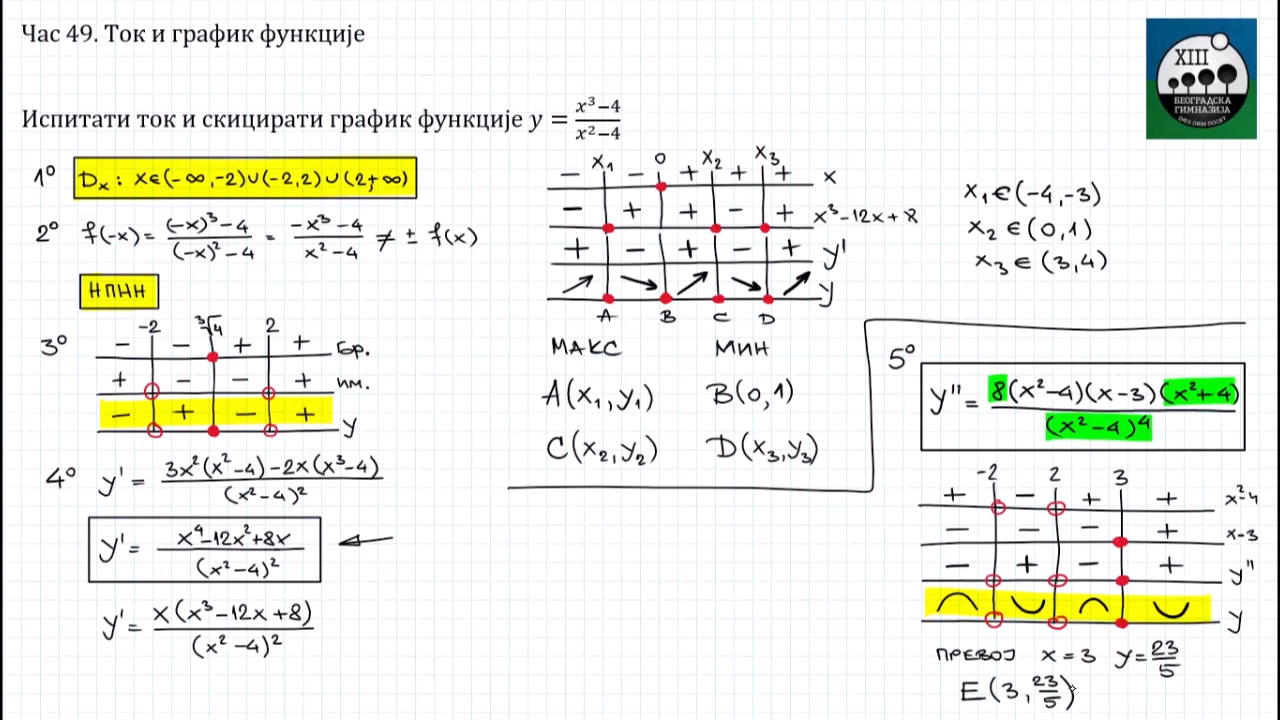 Час 49. Ток и график функције
XIII
БЕОГРАДСКА
ГИМНАЗИЈА
DIES DIEM DOCET
Испитати ток и скицирати график функције y = (x³−4)/(x²−4)
1° Dx : x∈(−∞,−2)∪(−2,2)∪(2,+∞)
2° f(−x) = ((−x)³−4)/((−x)²−4) = (−x³−4)/(x²−4) ≠ ± f(x)
НПНН
3° −2 ∛4 2
− − + + бр.
+ − − + им.
− + − + y
4° y' = (3x²(x²−4)−2x(x³−4))/(x²−4)²
y' = (x⁴−12x²+8x)/(x²−4)²
y' = x(x³−12x+8)/(x²−4)²
x₁ 0 x₂ x₃
− − + + + x
− + + − + x³−12x+8
+ − + − + y'
↗ ↘ ↗ ↘ ↗ y
A B C D
МАКС МИН
A(x₁,y₁) B(0,1)
C(x₂,y₂) D(x₃,y₃)
x₁∈(−4,−3)
x₂∈(0,1)
x₃∈(3,4)
5°
y'' = 8(x²−4)(x−3)(x²+4)/(x²−4)⁴
−2 2 3
+ − + + x²−4
− − − + x−3
− + − + y''
y
ПРЕВОЈ x=3 y=23/5
E(3,23/5)